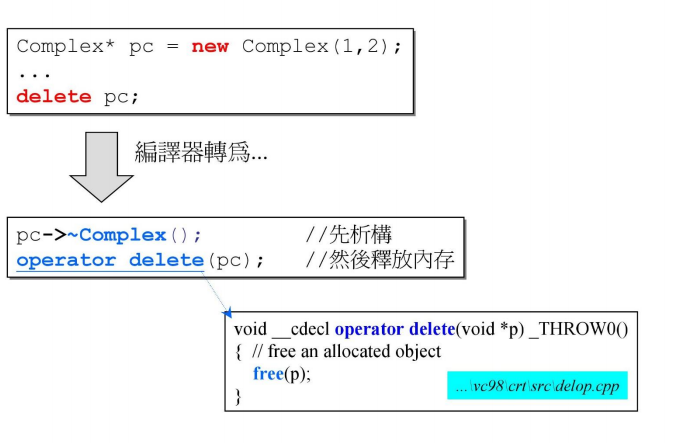 Complex* pc = new Complex(1,2);
...
delete pc;
編譯器轉爲...
pc->~Complex(); //先析構
operator delete(pc); //然後釋放內存
void __cdecl operator delete(void *p) _THROW0()
{ // free an allocated object
free(p);
...\vc98\crt\src\delop.cpp
}